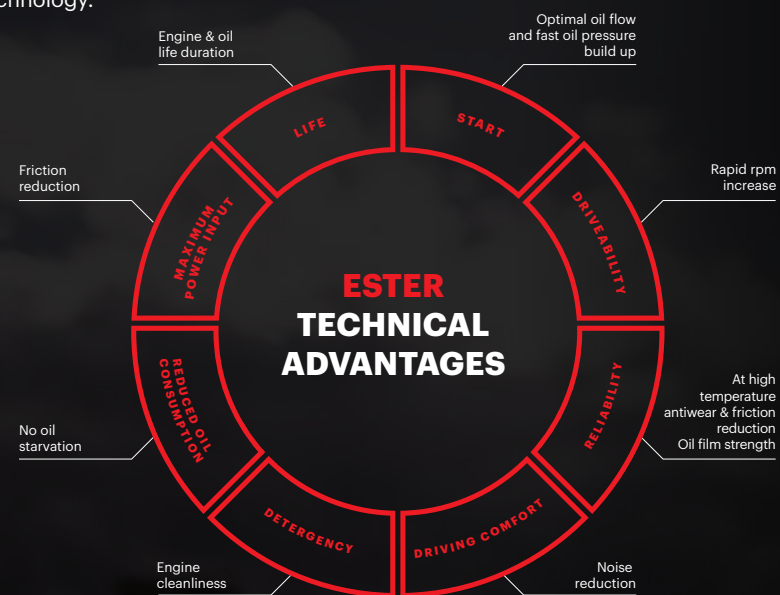 technology.
Engine & oil
life duration
Optimal oil flow
and fast oil pressure
build up
LIFE
START
Friction
reduction
Rapid rpm
increase
MAXIMUM
POWER INPUT
DRIVEABILITY
ESTER
TECHNICAL
ADVANTAGES
REDUCED OIL
CONSUMPTION
RELIABILITY
No oil
starvation
At high
temperature
antiwear & friction
reduction
Oil film strength
DETERGENCY
DRIVING COMFORT
Engine
cleanliness
Noise
reduction